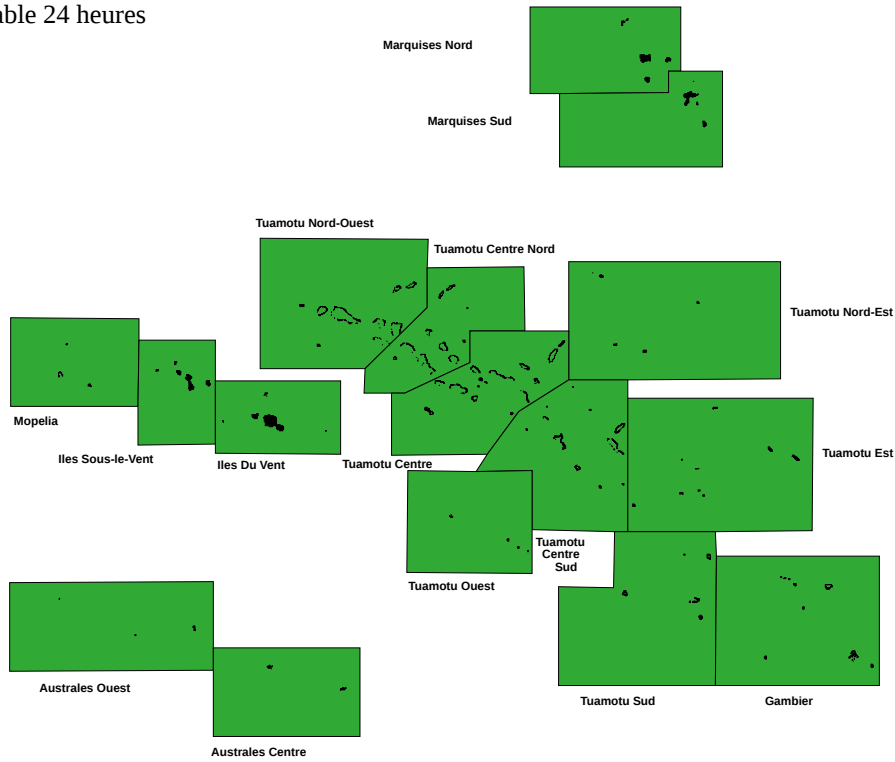 able 24 heures
Marquises Nord
Marquises Sud
Tuamotu Nord-Ouest
Tuamotu Centre Nord
Tuamotu Nord-Est
Mopelia
Iles Sous-le-Vent
Iles Du Vent
Tuamotu Centre
Tuamotu Est
Tuamotu
Centre
Sud
Tuamotu Ouest
Australes Ouest
Tuamotu Sud
Gambier
Australes Centre